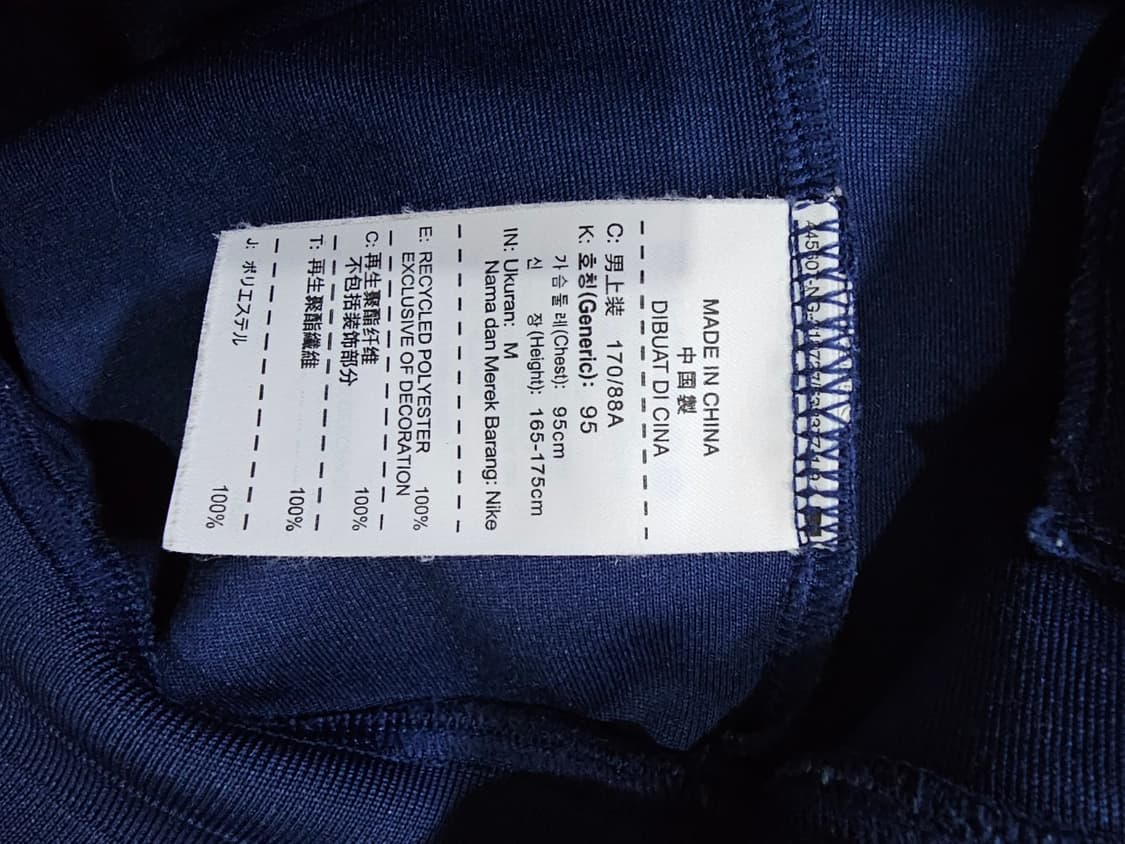 MADE IN CHINA
中國製
DIBUAT DI CINA
C: 男上装 170/88A
K: 호칭(Generic): 95
가슴둘레(Chest): 95cm
신 장(Height): 165-175cm
IN: Ukuran: M
Nama dan Merek Barang: Nike
E: RECYCLED POLYESTER 100%
EXCLUSIVE OF DECORATION
C: 再生聚酯纤维 100%
不包括装饰部分
T: 再生聚酯纖維 100%
J: ポリエステル 100%